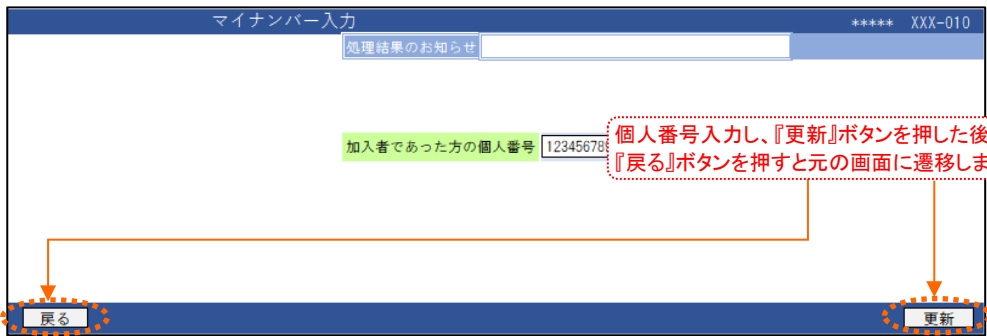 マイナンバー入力
***** XXX-010
処理結果のお知らせ
加入者であった方の個人番号 123456789
個人番号入力し、『更新』ボタンを押した後
『戻る』ボタンを押すと元の画面に遷移しま
戻る
更新